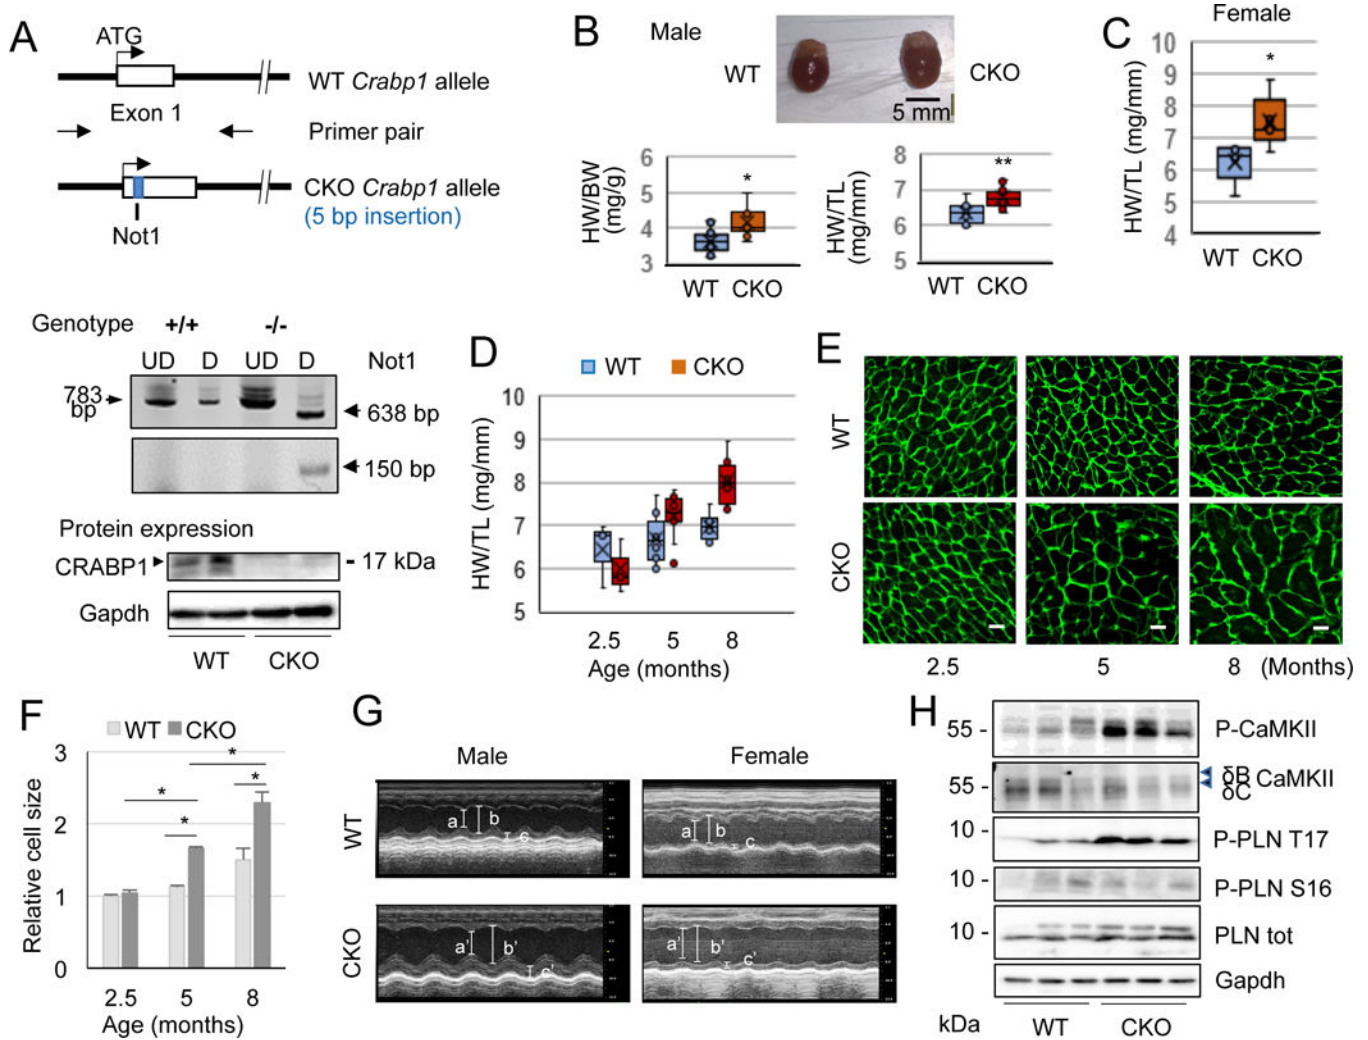 A
ATG
WT Crabp1 allele
Exon 1
Primer pair
CKO Crabp1 allele
(5 bp insertion)
Not1
Genotype +/+ -/-
UD D UD D Not1
783
bp
638 bp
150 bp
Protein expression
CRABP1
- 17 kDa
Gapdh
WT CKO
B
Male
WT
CKO
5 mm
HW/BW
(mg/g)
6
5
4
3
WT CKO
*
HW/TL
(mg/mm)
8
7
6
5
WT CKO
**
C
Female
HW/TL (mg/mm)
10
9
8
7
6
5
4
*
WT CKO
D
WT CKO
HW/TL (mg/mm)
10
9
8
7
6
5
2.5 5 8
Age (months)
E
WT
CKO
2.5 5 8 (Months)
F
WT CKO
Relative cell size
3
2
1
0
* * * *
2.5 5 8
Age (months)
G
Male Female
WT
a b c
a b c
CKO
a' b' c'
a' b' c'
H
55 - P-CaMKII
55 - δB CaMKII
δC
10 - P-PLN T17
10 - P-PLN S16
10 - PLN tot
Gapdh
kDa WT CKO